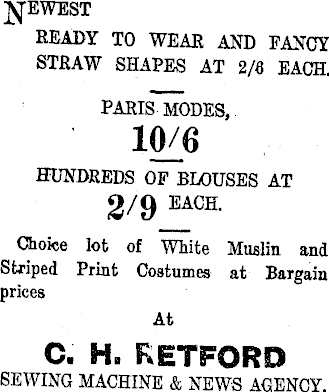 NEWEST
READY TO WEAR AND FANCY
STRAW SHAPES AT 2/6 EACH.
PARIS MODES,
10/6
HUNDREDS OF BLOUSES AT
2/9 EACH.
Choice lot of White Muslin and
Striped Print Costumes at Bargain
prices
At
C. H. RETFORD
SEWING MACHINE & NEWS AGENCY.